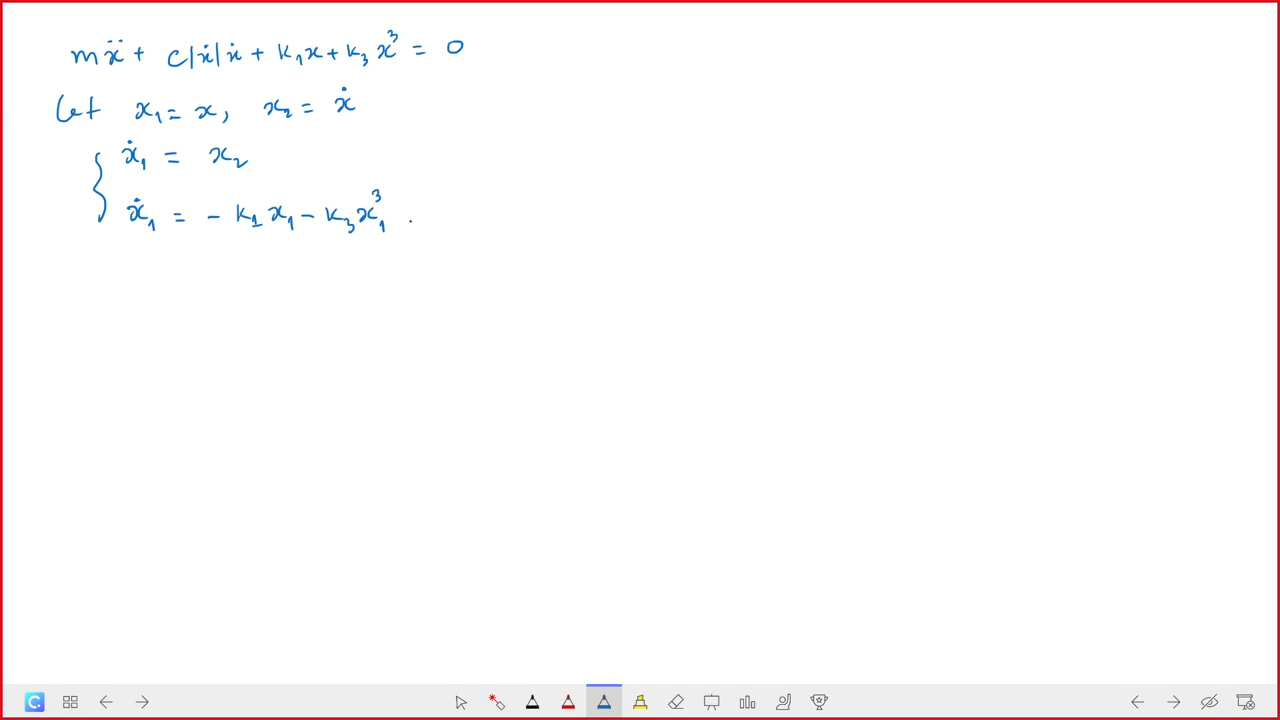 mẍ + c|ẋ|ẋ + k₁x + k₃x³ = 0
Let x₁ = x, x₂ = ẋ
ẋ₁ = x₂
ẋ₁ = - k₁x₁ - k₃x₁³ .